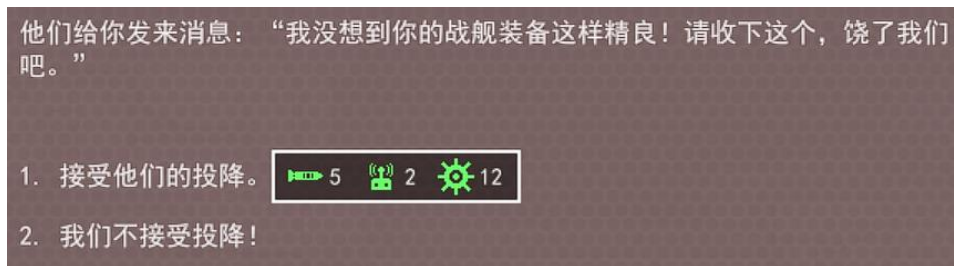 他们给你发来消息：“我没想到你的战舰装备这样精良！请收下这个，饶了我们
吧。”
1. 接受他们的投降。 5 2 12
2. 我们不接受投降！